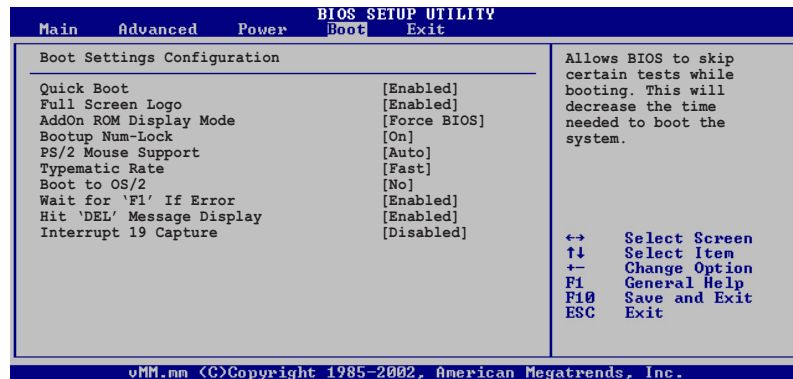 BIOS SETUP UTILITY
Main Advanced Power Boot Exit
Boot Settings Configuration
Quick Boot [Enabled]
Full Screen Logo [Enabled]
AddOn ROM Display Mode [Force BIOS]
Bootup Num-Lock [On]
PS/2 Mouse Support [Auto]
Typematic Rate [Fast]
Boot to OS/2 [No]
Wait for ‘F1’ If Error [Enabled]
Hit ‘DEL’ Message Display [Enabled]
Interrupt 19 Capture [Disabled]
Allows BIOS to skip
certain tests while
booting. This will
decrease the time
needed to boot the
system.
←→ Select Screen
↑↓ Select Item
+- Change Option
F1 General Help
F10 Save and Exit
ESC Exit
vMM.mm (C)Copyright 1985-2002, American Megatrends, Inc.